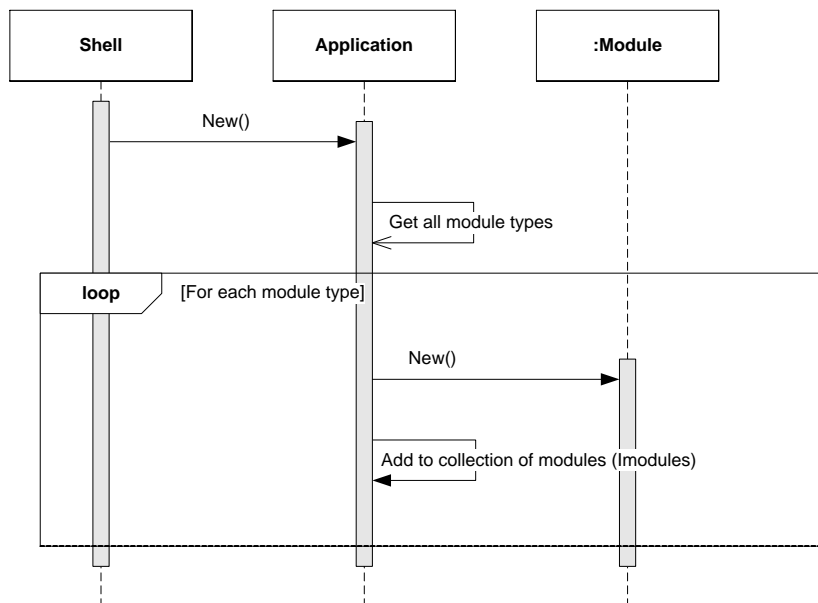 Shell
Application
:Module
New()
Get all module types
loop
[For each module type]
New()
Add to collection of modules (Imodules)